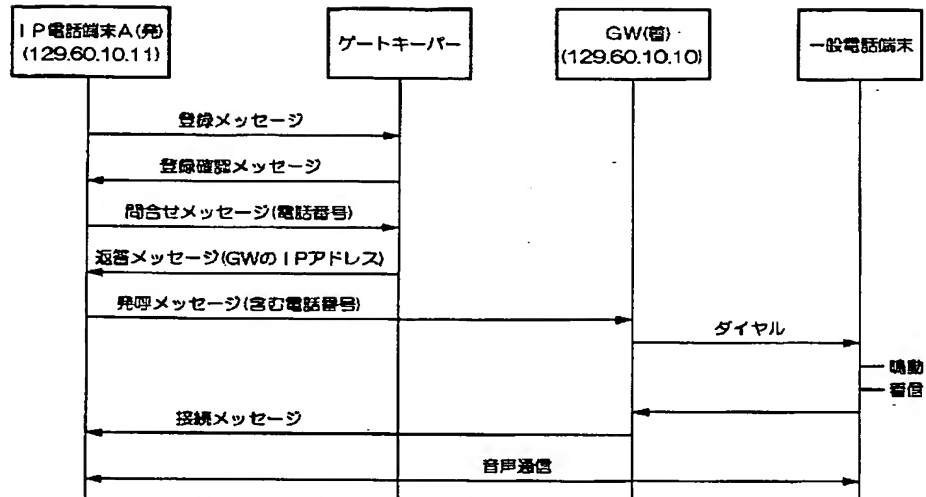 IP電話端末A(発)
(129.60.10.11)
ゲートキーパー
GW(着)
(129.60.10.10)
一般電話端末
登録メッセージ
登録確認メッセージ
問合せメッセージ(電話番号)
返答メッセージ(GWのIPアドレス)
発呼メッセージ(含む電話番号)
ダイヤル
鳴動
着信
接続メッセージ
音声通信